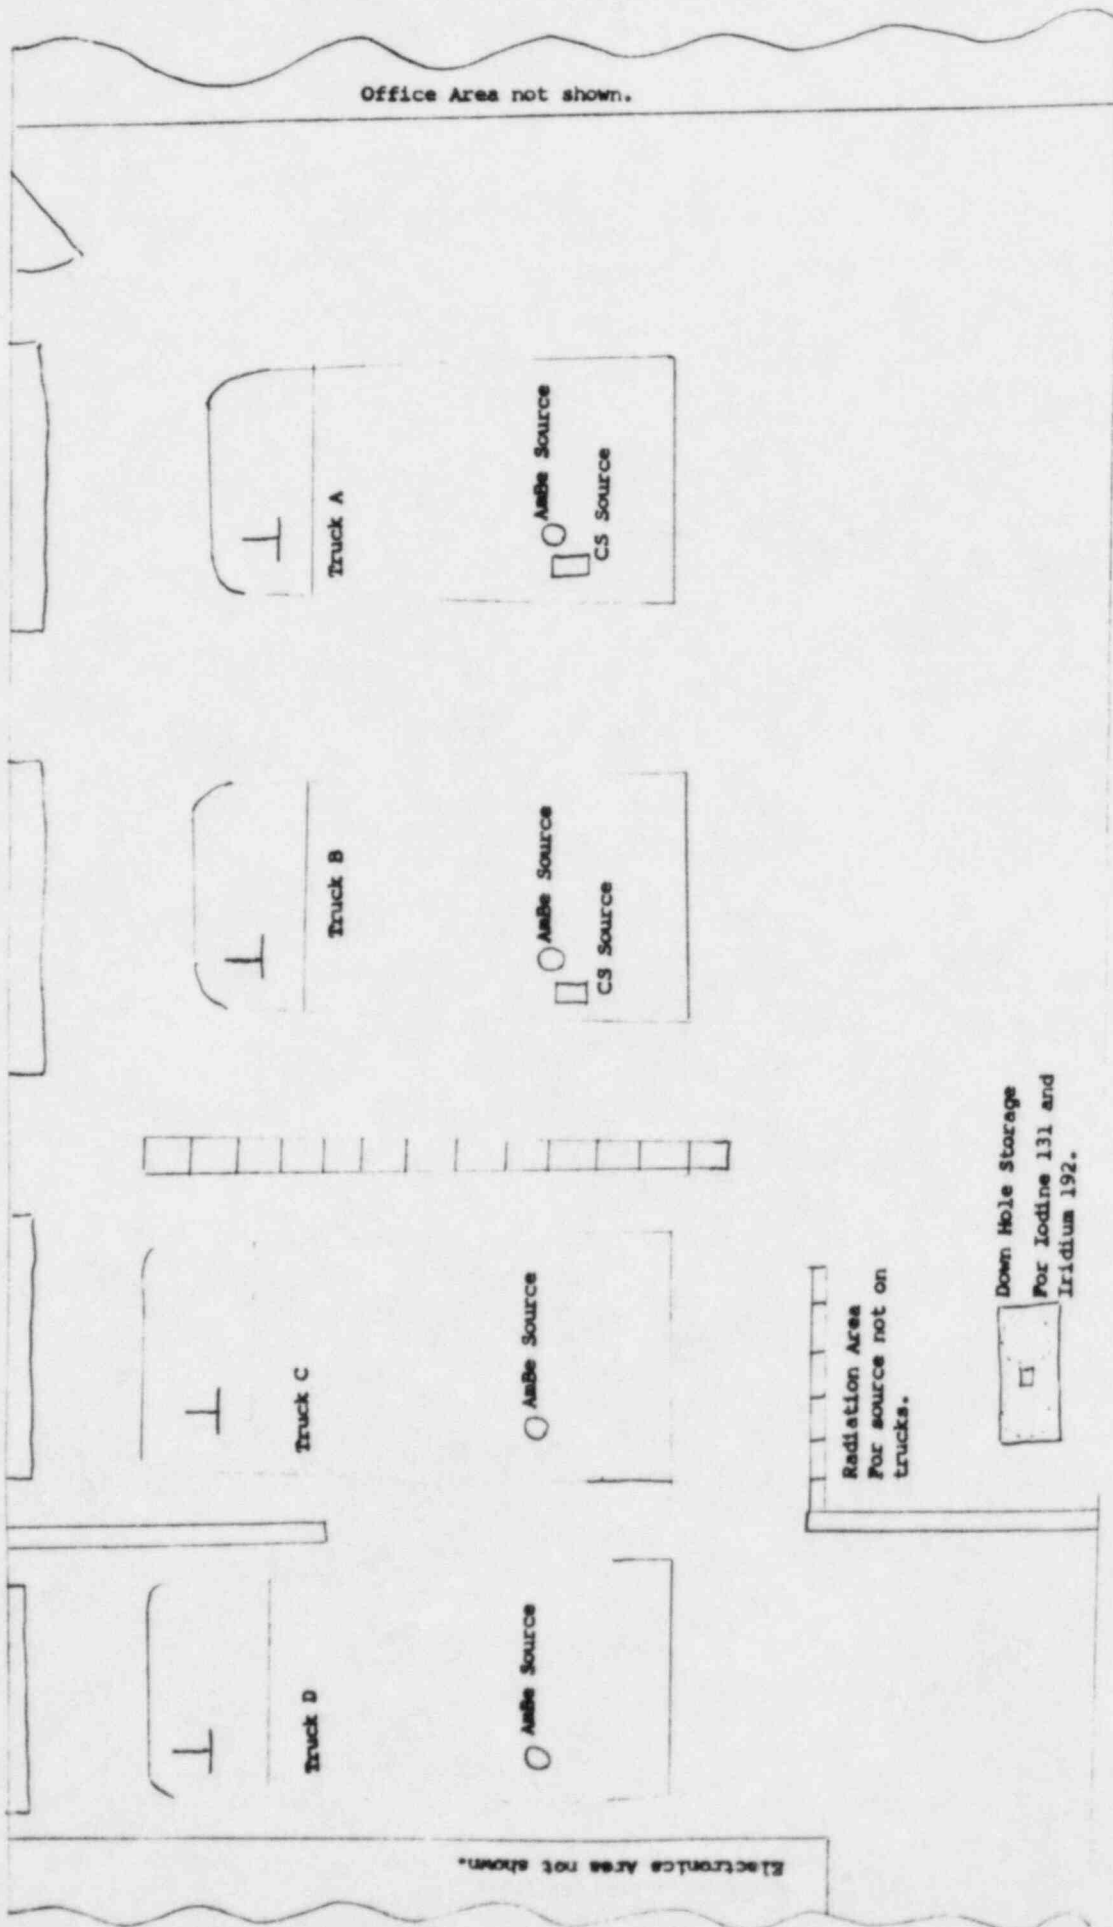 Office Area not shown.
Truck A
AmBe Source
CS Source
Truck B
AmBe Source
CS Source
Truck C
AmBe Source
Truck D
AmBe Source
Radiation Area
For source not on
trucks.
Down Hole Storage
For Iodine 131 and
Iridium 192.
Electronics Area not shown.